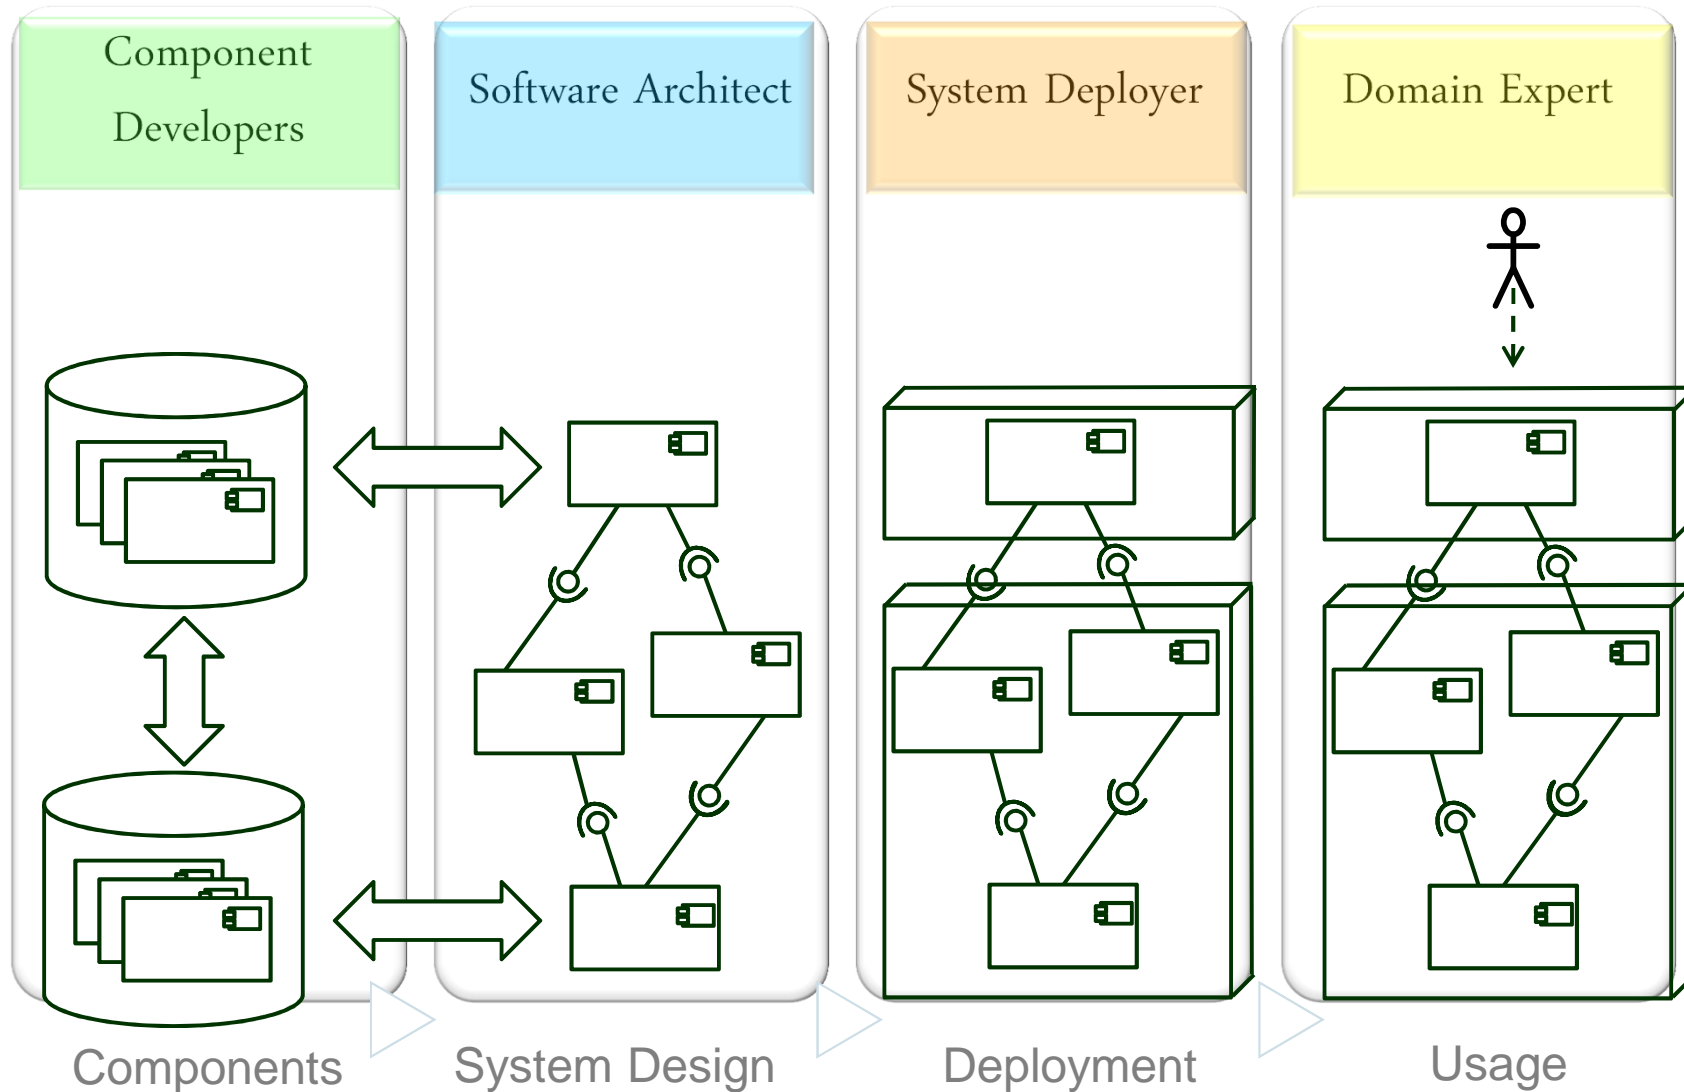 Component
Developers
Software Architect
System Deployer
Domain Expert
Components
System Design
Deployment
Usage